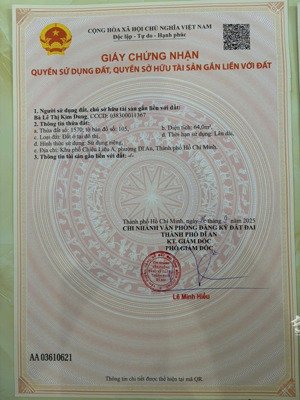 CỘNG HÒA XÃ HỘI CHỦ NGHĨA VIỆT NAM
Độc lập - Tự do - Hạnh phúc
GIẤY CHỨNG NHẬN
QUYỀN SỬ DỤNG ĐẤT, QUYỀN SỞ HỮU TÀI SẢN GẮN LIỀN VỚI ĐẤT
1. Người sử dụng đất, chủ sở hữu tài sản gắn liền với đất:
Bà Lê Thị Kim Dung, CCCD: 038300011367
2. Thông tin thửa đất:
a. Thửa đất số: 1570; tờ bản đồ số: 105, b. Diện tích: 64,0m²,
c. Loại đất: Đất ở tại đô thị, d. Thời hạn sử dụng: Lâu dài,
đ. Hình thức sử dụng: Sử dụng riêng,
e. Địa chỉ: Khu phố Chiêu Liêu A, phường Dĩ An, Thành phố Hồ Chí Minh.
3. Thông tin tài sản gắn liền với đất: -/-
Thành phố Hồ Chí Minh, ngày tháng năm 2025
CHI NHÁNH VĂN PHÒNG ĐĂNG KÝ ĐẤT ĐAI
THÀNH PHỐ DĨ AN
KT. GIÁM ĐỐC
PHÓ GIÁM ĐỐC
Lê Minh Hiếu
AA 03610621
Thông tin chi tiết được thể hiện tại mã QR.